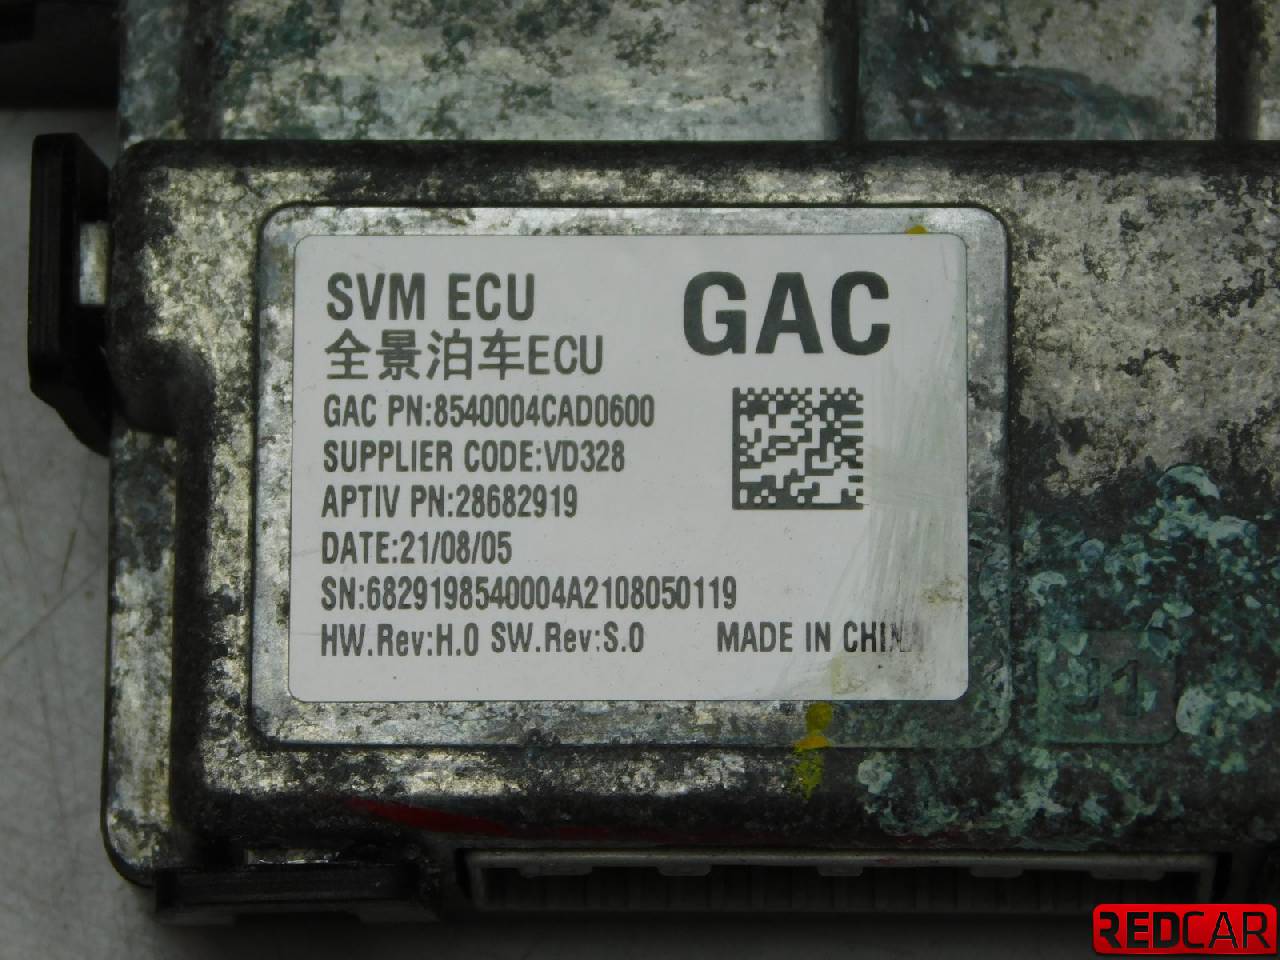 SVM ECU
GAC
全景泊车ECU
GAC PN:8540004CAD0600
SUPPLIER CODE:VD328
APTIV PN:28682919
DATE:21/08/05
SN:6829198540004A2108050119
HW.Rev:H.0 SW.Rev:S.0
MADE IN CHINA
J1
REDCAR